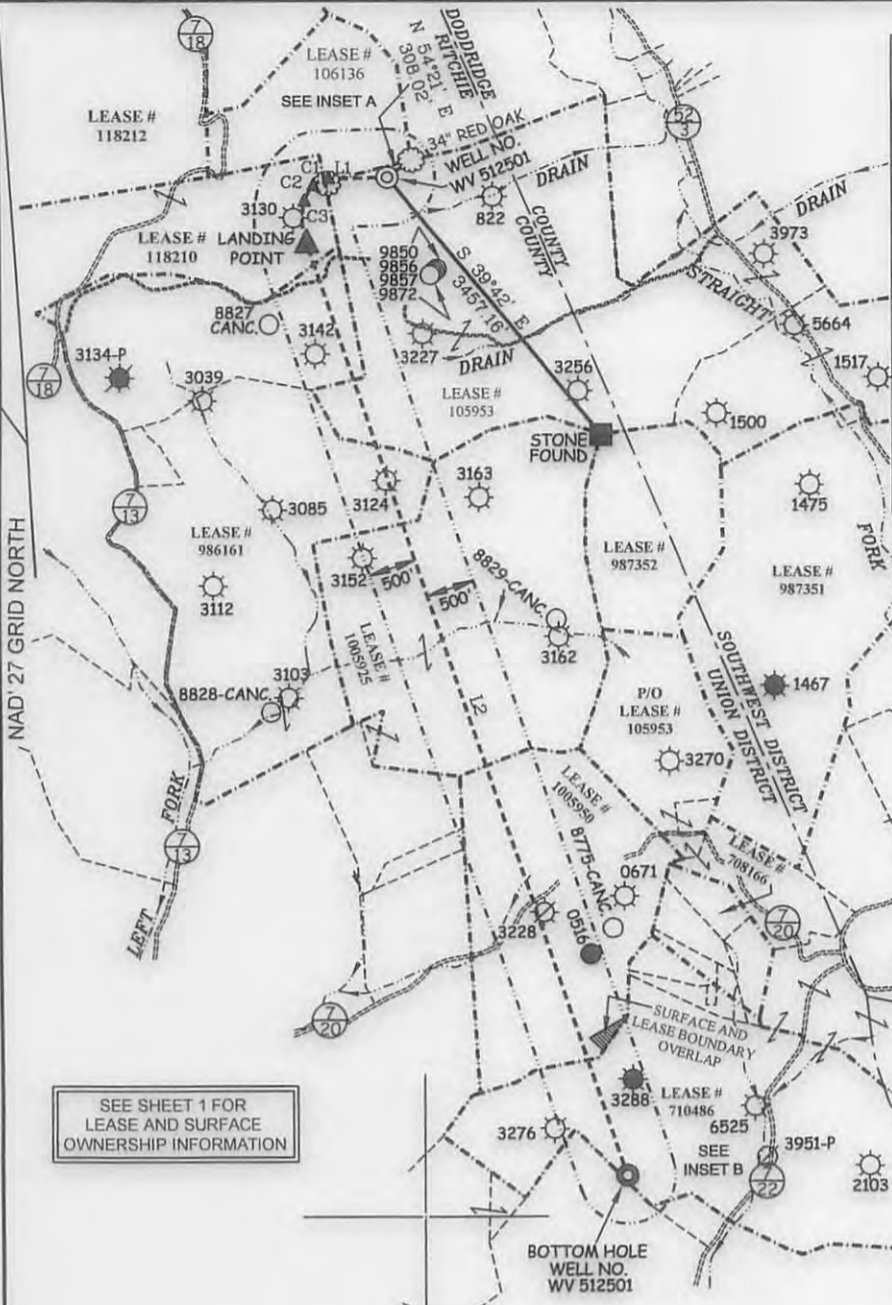 7
18
LEASE #
106136
SEE INSET A
N 54°21' E
308.02'
DODDRIDGE
RITCHIE
COUNTY
COUNTY
LEASE #
118212
34" RED OAK
WELL NO.
WV 512501
52
3
DRAIN
C1
L1
C2
3130
C3
822
DRAIN
LEASE #
118210
LANDING
POINT
3973
9850
9856
9857
9872
S 39°42' E
3457.16'
8827
CANC.
STRAIGHT
5664
3142
3134-P
7
18
3039
3227
DRAIN
3256
1517
LEASE #
105953
1500
STONE
FOUND
3163
3124
1475
7
13
3085
LEASE #
986161
FORK
3152
500'
500'
8829-CANC.
LEASE #
987352
LEASE #
987351
NAD'27 GRID NORTH
3112
LEASE #
1005925
3162
3103
8828-CANC.
L2
P/O
LEASE #
105953
1467
SOUTHWEST DISTRICT
UNION DISTRICT
3270
LEASE #
1005950
FORK
7
13
LEFT
8775-CANC.
0671
LEASE #
708166
3228
0516
7
20
7
20
SURFACE AND
LEASE BOUNDARY
OVERLAP
SEE SHEET 1 FOR
LEASE AND SURFACE
OWNERSHIP INFORMATION
3288
LEASE #
710486
6525
3276
SEE
INSET B
3951-P
7
22
2103
BOTTOM HOLE
WELL NO.
WV 512501